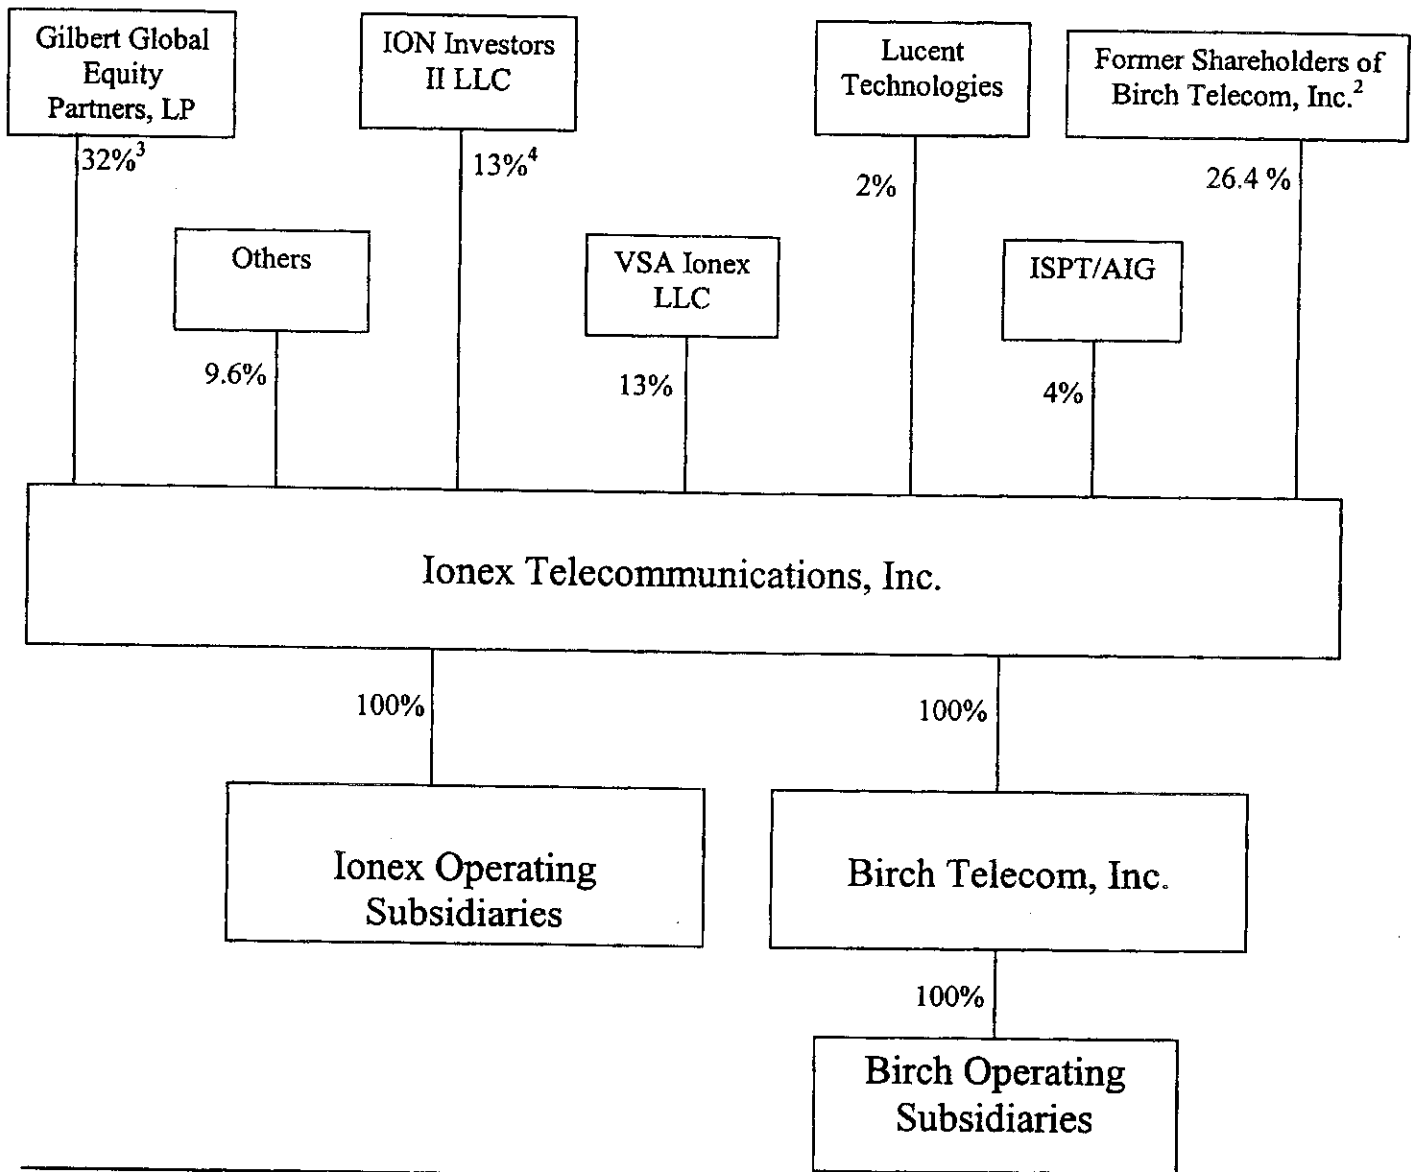 Gilbert Global
Equity
Partners, LP
ION Investors
II LLC
Lucent
Technologies
Former Shareholders of
Birch Telecom, Inc.²
32%³
13%⁴
2%
26.4 %
Others
VSA Ionex
LLC
ISPT/AIG
9.6%
13%
4%
Ionex Telecommunications, Inc.
100%
100%
Ionex Operating
Subsidiaries
Birch Telecom, Inc.
100%
Birch Operating
Subsidiaries